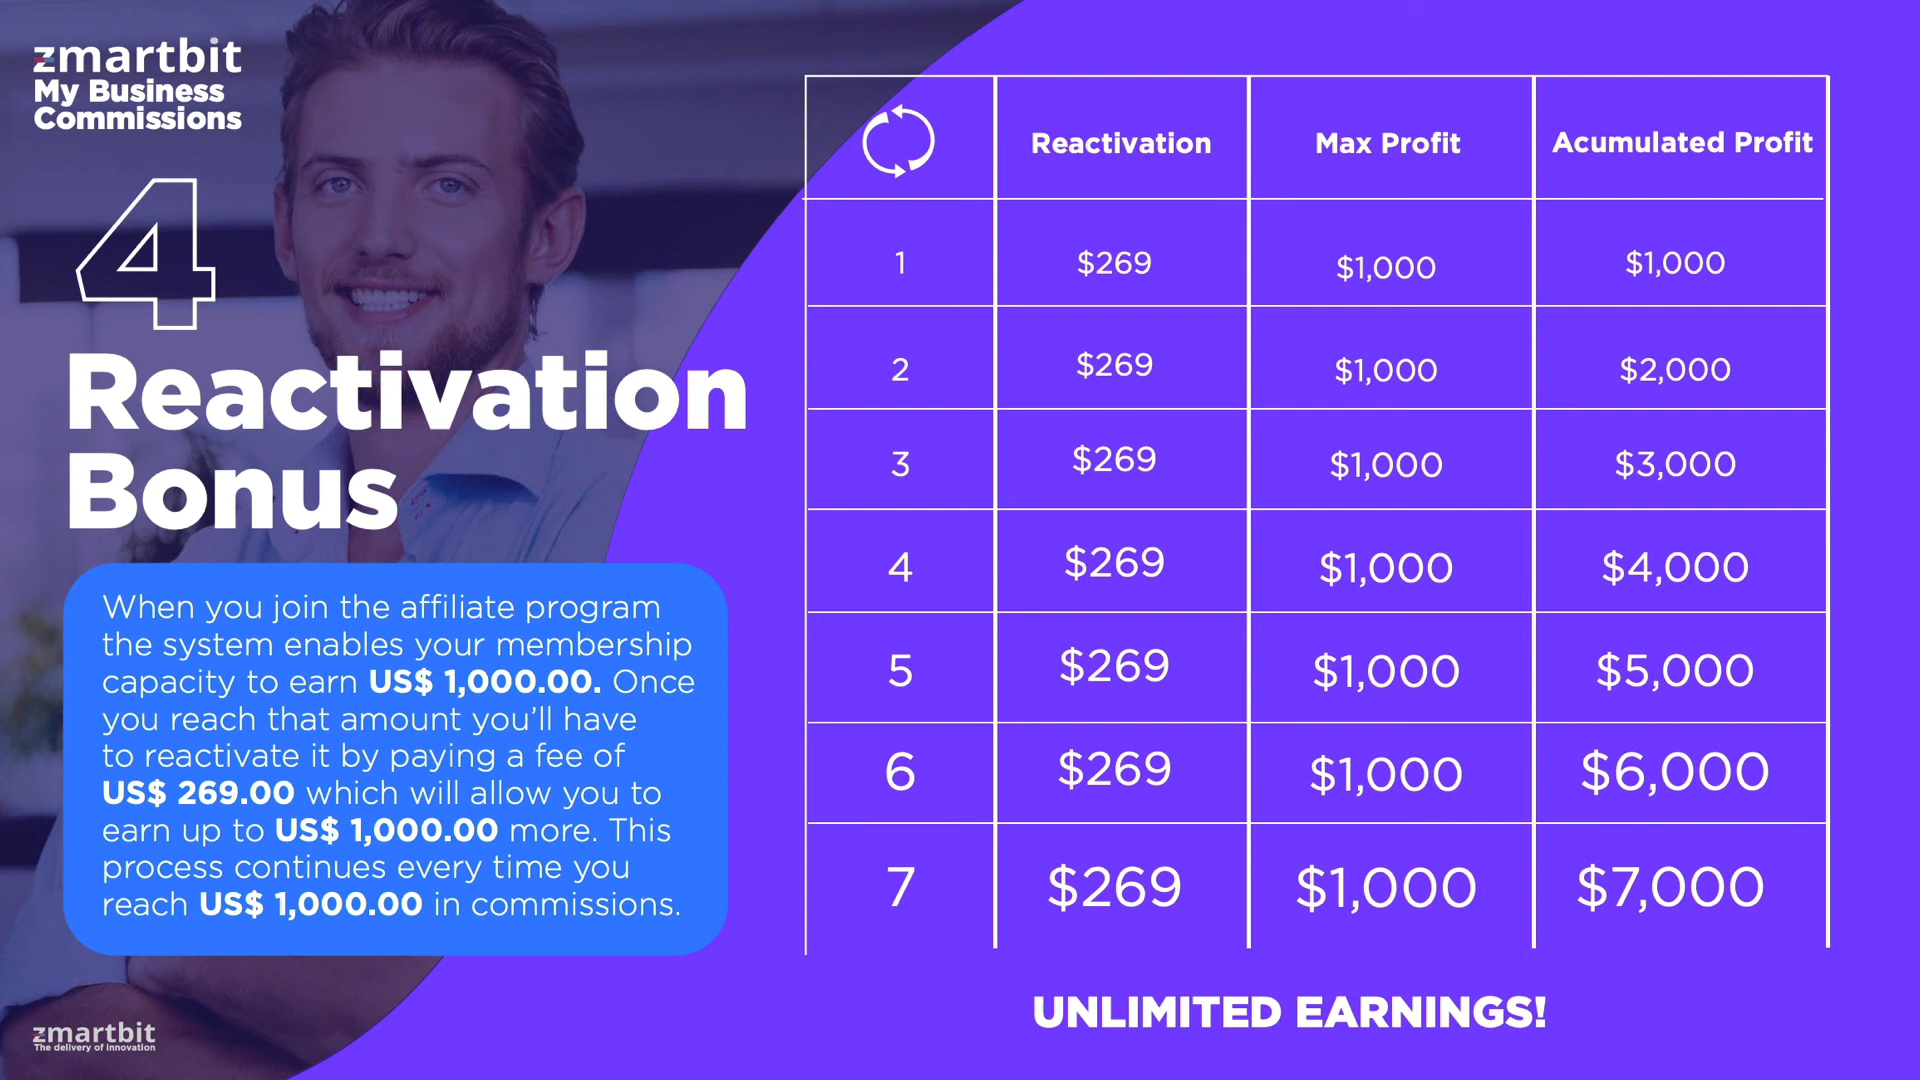 zmartbit
My Business
Commissions
4
Reactivation
Bonus
When you join the affiliate program
the system enables your membership
capacity to earn US$ 1,000.00. Once
you reach that amount you'll have
to reactivate it by paying a fee of
US$ 269.00 which will allow you to
earn up to US$ 1,000.00 more. This
process continues every time you
reach US$ 1,000.00 in commissions.
zmartbit
The delivery of innovation
Reactivation Max Profit Acumulated Profit
1 $269 $1,000 $1,000
2 $269 $1,000 $2,000
3 $269 $1,000 $3,000
4 $269 $1,000 $4,000
5 $269 $1,000 $5,000
6 $269 $1,000 $6,000
7 $269 $1,000 $7,000
UNLIMITED EARNINGS!